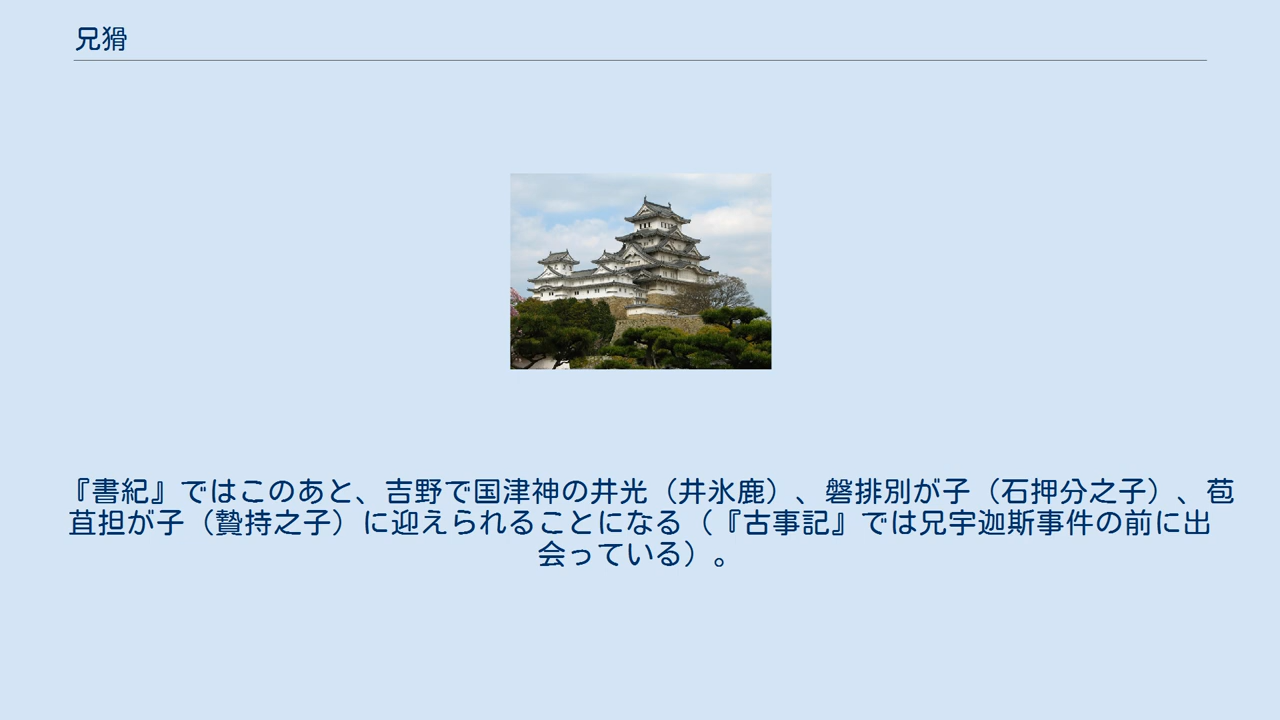 兄猾
『書紀』ではこのあと、吉野で国津神の井光（井氷鹿）、磐排別が子（石押分之子）、苞
苴担が子（贄持之子）に迎えられることになる（『古事記』では兄宇迦斯事件の前に出
会っている）。